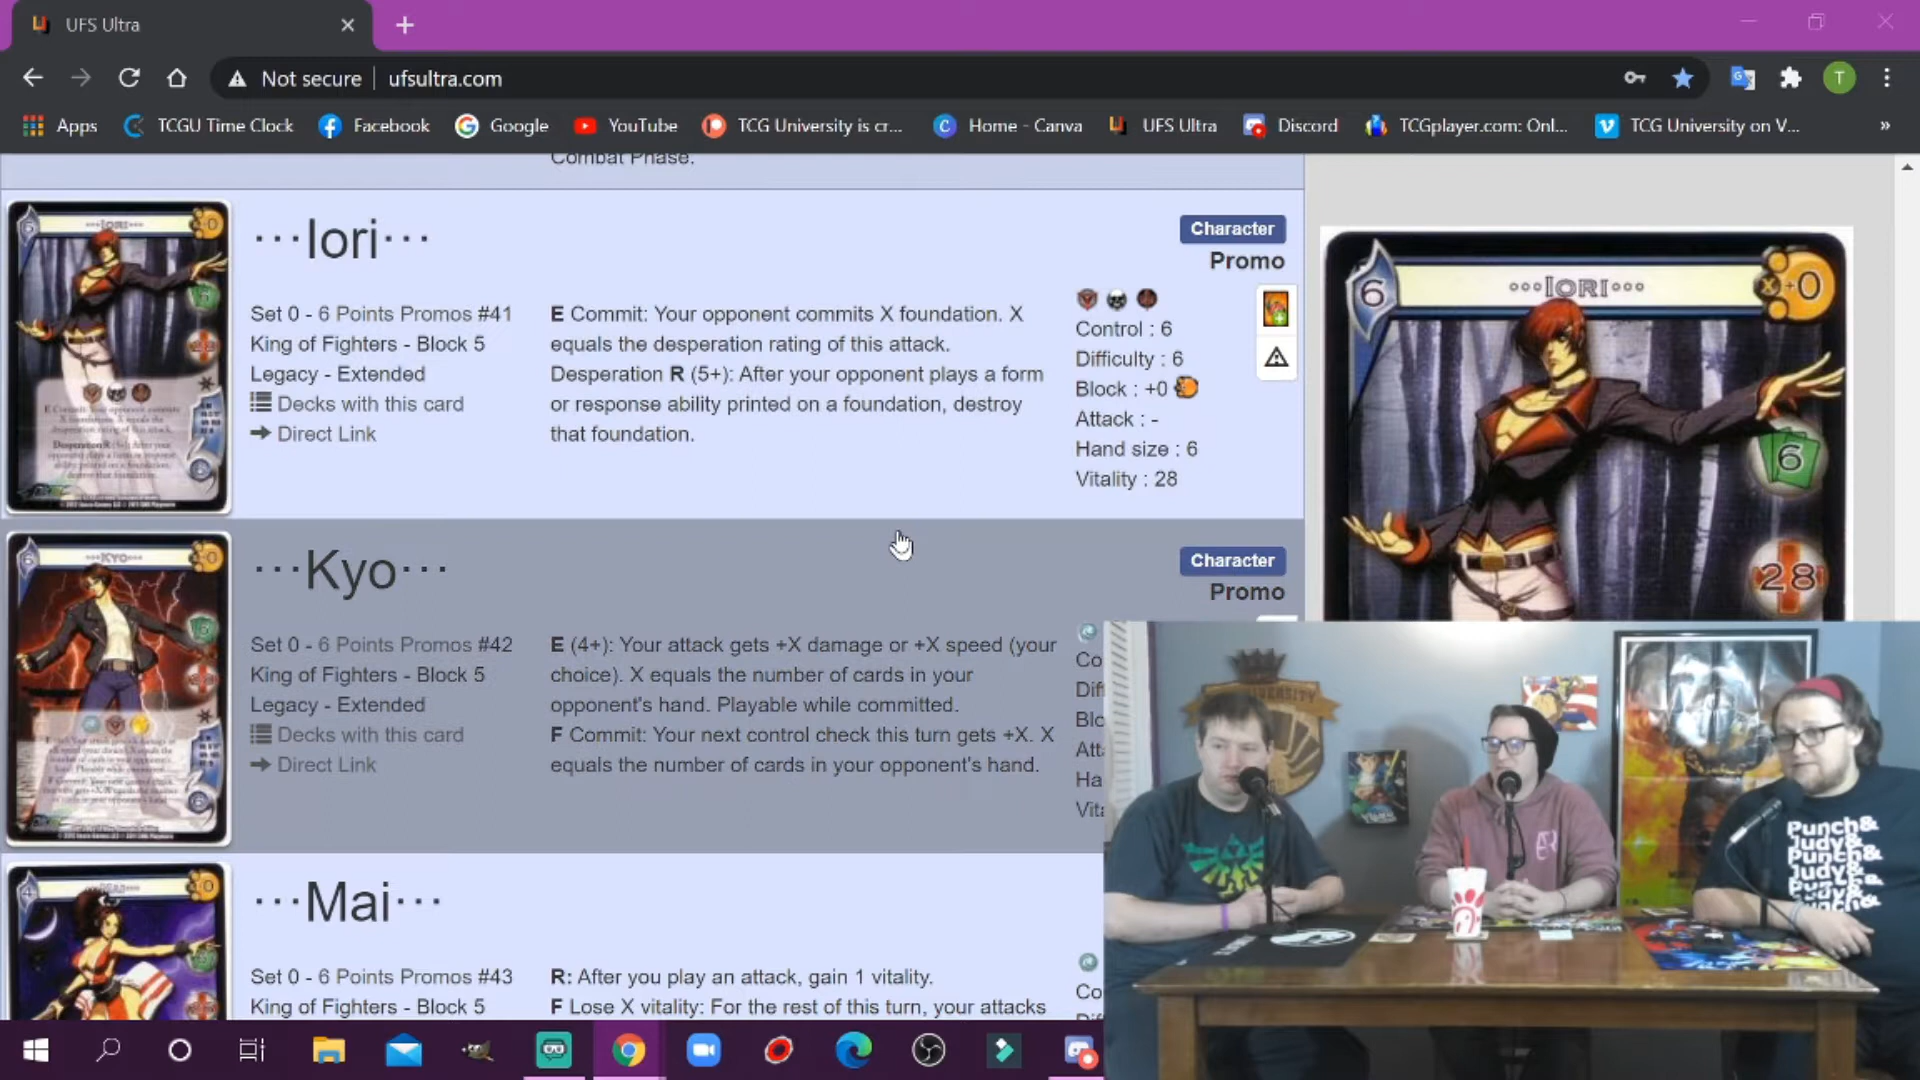 UFS Ultra
Not secure
ufsultra.com
T
Apps
TCGU Time Clock
Facebook
Google
YouTube
TCG University is cr...
Home - Canva
UFS Ultra
Discord
TCGplayer.com: Onl...
TCG University on V...
»
Combat Phase.
···Iori···
Character
Promo
Set 0 - 6 Points Promos #41
King of Fighters - Block 5
Legacy - Extended
Decks with this card
Direct Link
E Commit: Your opponent commits X foundation. X
equals the desperation rating of this attack.
Desperation R (5+): After your opponent plays a form
or response ability printed on a foundation, destroy
that foundation.
Control : 6
Difficulty : 6
Block : +0
Attack : -
Hand size : 6
Vitality : 28
6
°°°IORI°°°
X +0
6
28
···Kyo···
Character
Promo
Set 0 - 6 Points Promos #42
King of Fighters - Block 5
Legacy - Extended
Decks with this card
Direct Link
E (4+): Your attack gets +X damage or +X speed (your
choice). X equals the number of cards in your
opponent's hand. Playable while committed.
F Commit: Your next control check this turn gets +X. X
equals the number of cards in your opponent's hand.
···Mai···
Set 0 - 6 Points Promos #43
King of Fighters - Block 5
R: After you play an attack, gain 1 vitality.
F Lose X vitality: For the rest of this turn, your attacks
Punch&
Judy&
Punch&
Judy&